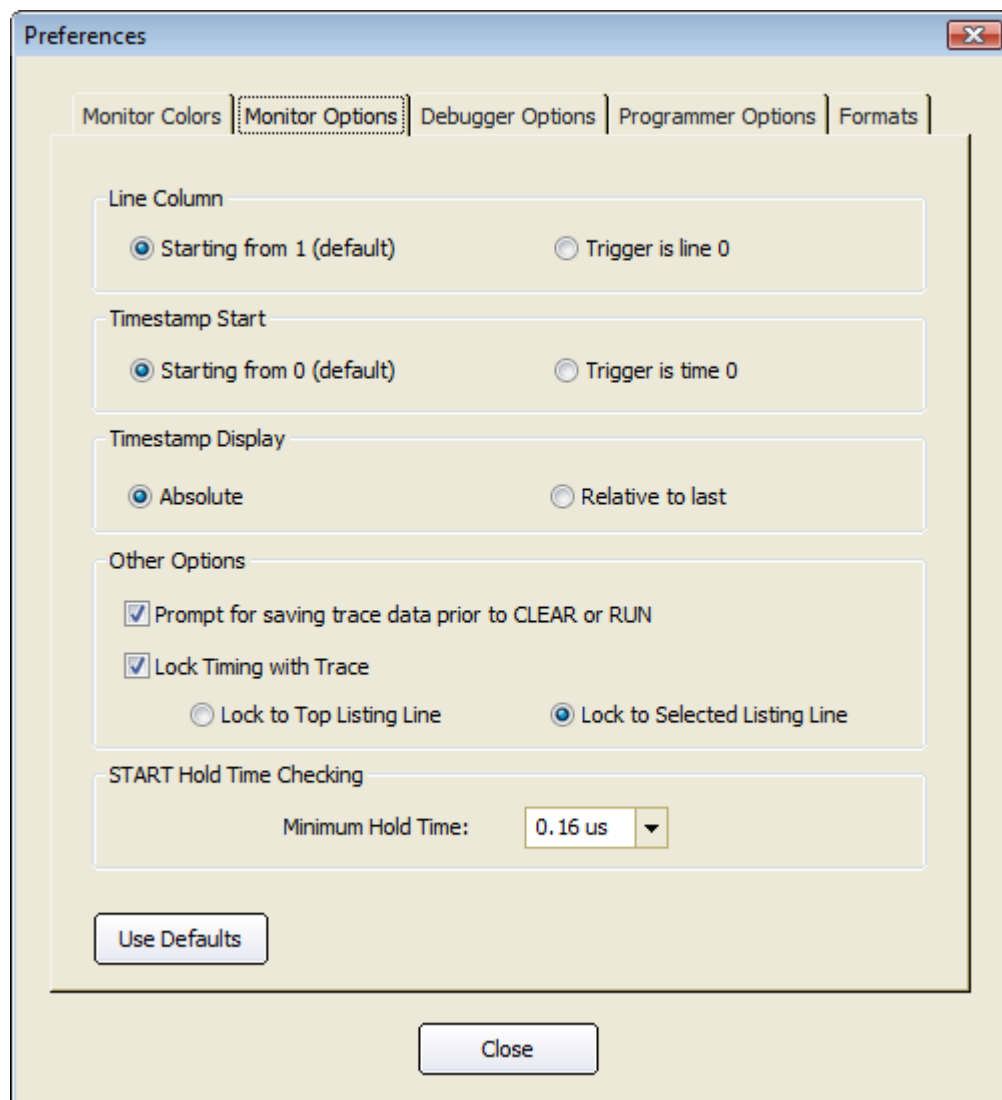 Preferences
Monitor Colors Monitor Options Debugger Options Programmer Options Formats
Line Column
Starting from 1 (default) Trigger is line 0
Timestamp Start
Starting from 0 (default) Trigger is time 0
Timestamp Display
Absolute Relative to last
Other Options
Prompt for saving trace data prior to CLEAR or RUN
Lock Timing with Trace
Lock to Top Listing Line Lock to Selected Listing Line
START Hold Time Checking
Minimum Hold Time: 0.16 us
Use Defaults
Close